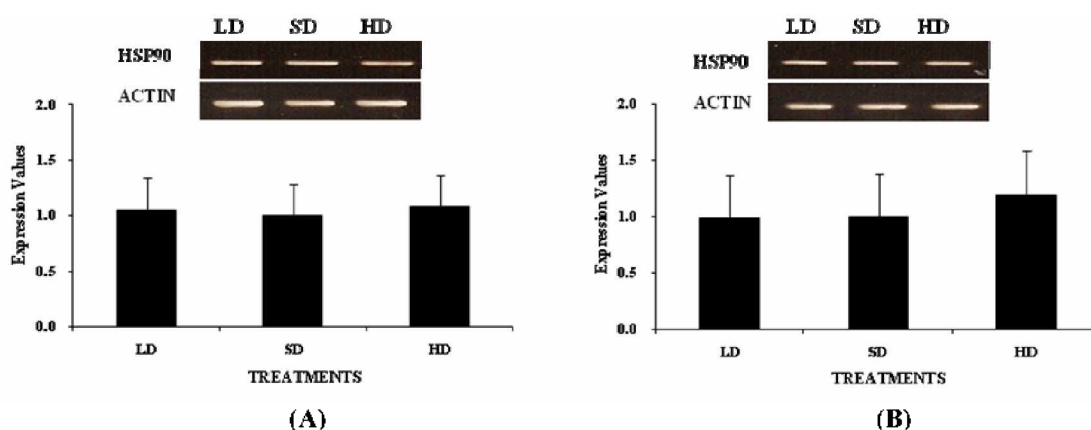 LD SD HD
HSP90
ACTIN
2.0
1.5
1.0
0.5
0.0
Expression Values
LD SD HD
TREATMENTS
(A)
LD SD HD
HSP90
ACTIN
2.0
1.5
1.0
0.5
0.0
Expression Values
LD SD HD
TREATMENTS
(B)